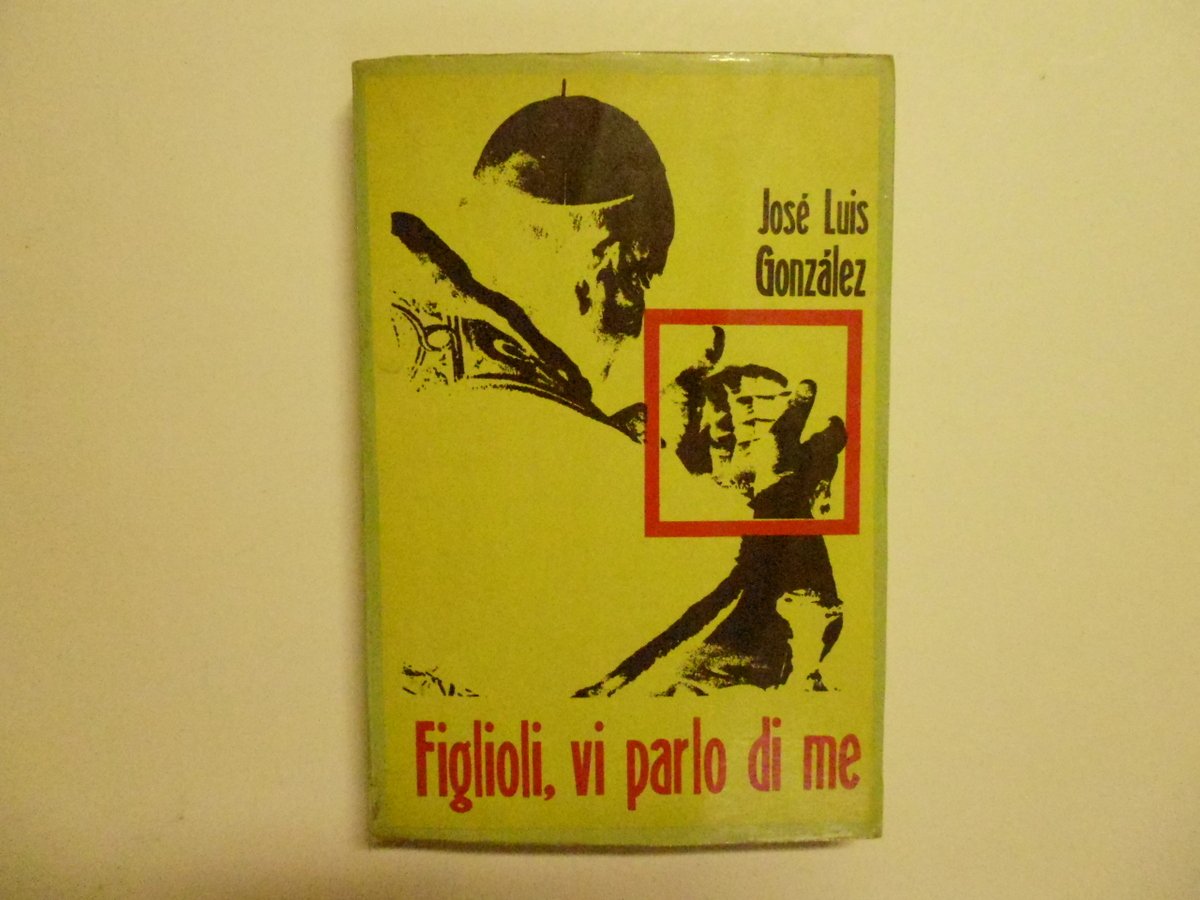 José Luis
González
Figlioli, vi parlo di me